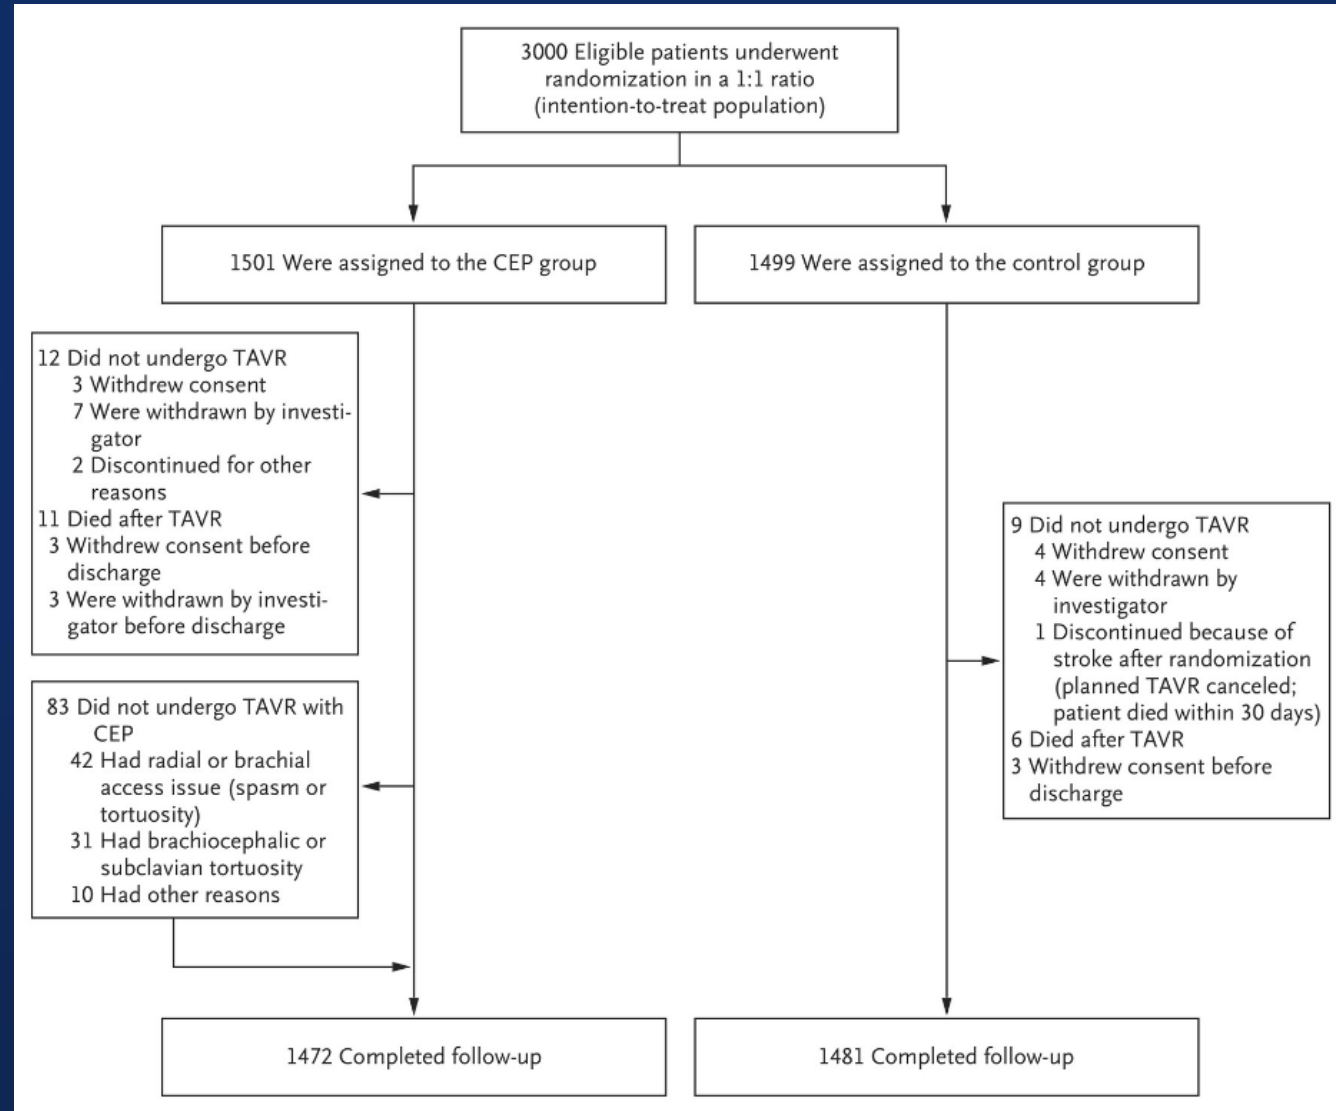 3000 Eligible patients underwent
randomization in a 1:1 ratio
(intention-to-treat population)
1501 Were assigned to the CEP group
1499 Were assigned to the control group
12 Did not undergo TAVR
3 Withdrew consent
7 Were withdrawn by investi-
gator
2 Discontinued for other
reasons
11 Died after TAVR
3 Withdrew consent before
discharge
3 Were withdrawn by investi-
gator before discharge
9 Did not undergo TAVR
4 Withdrew consent
4 Were withdrawn by
investigator
1 Discontinued because of
stroke after randomization
(planned TAVR canceled;
patient died within 30 days)
6 Died after TAVR
3 Withdrew consent before
discharge
83 Did not undergo TAVR with
CEP
42 Had radial or brachial
access issue (spasm or
tortuosity)
31 Had brachiocephalic or
subclavian tortuosity
10 Had other reasons
1472 Completed follow-up
1481 Completed follow-up